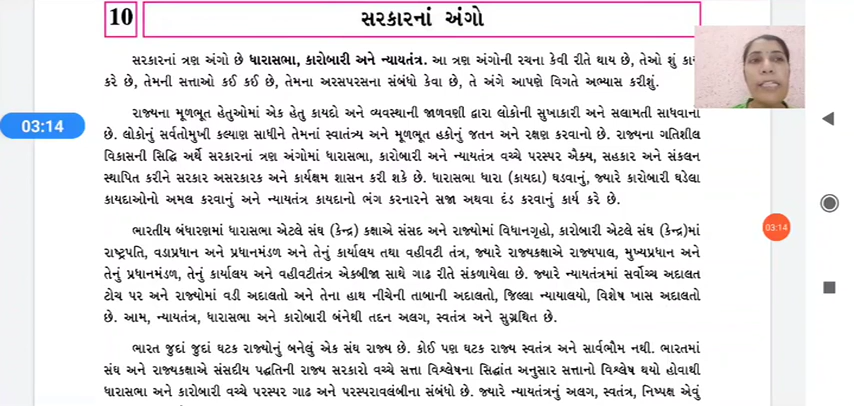 10 સરકારનાં અંગો
સરકારનાં ત્રણ અંગો છે ધારાસભા, કારોબારી અને ન્યાયતંત્ર. આ ત્રણ અંગોની રચના કેવી રીતે થાય છે, તેઓ શું
કરે છે, તેમની સત્તાઓ કઈ કઈ છે, તેમના અરસપરસના સંબંધો કેવા છે, તે અંગે આપણે વિગતે અભ્યાસ કરીશું.
રાજ્યના મૂળભૂત હેતુઓમાં એક હેતુ કાયદો અને વ્યવસ્થાની જાળવણી દ્વારા લોકોની સુખાકારી અને સલામતી સાધવાનો
છે. લોકોનું સર્વતોમુખી કલ્યાણ સાધીને તેમનાં સ્વાતંત્ર્ય અને મૂળભૂત હકોનું જતન અને રક્ષણ કરવાનો છે. રાજ્યના ગતિશીલ
વિકાસની સિદ્ધિ અર્થે સરકારનાં ત્રણ અંગોમાં ધારાસભા, કારોબારી અને ન્યાયતંત્ર વચ્ચે પરસ્પર ઐક્ય, સહકાર અને સંકલન
સ્થાપિત કરીને સરકાર અસરકારક અને કાર્યક્ષમ શાસન કરી શકે છે. ધારાસભા ધારા (કાયદા) ઘડવાનું, જ્યારે કારોબારી ઘડેલા
કાયદાઓનો અમલ કરવાનું અને ન્યાયતંત્ર કાયદાનો ભંગ કરનારને સજા અથવા દંડ કરવાનું કાર્ય કરે છે.
ભારતીય બંધારણમાં ધારાસભા એટલે સંઘ (કેન્દ્ર) કક્ષાએ સંસદ અને રાજ્યોમાં વિધાનગૃહો, કારોબારી એટલે સંઘ (કેન્દ્ર)માં
રાષ્ટ્રપતિ, વડાપ્રધાન અને પ્રધાનમંડળ અને તેનું કાર્યાલય તથા વહીવટી તંત્ર, જ્યારે રાજ્યકક્ષાએ રાજ્યપાલ, મુખ્યપ્રધાન અને
તેનું પ્રધાનમંડળ, તેનું કાર્યાલય અને વહીવટીતંત્ર એકબીજા સાથે ગાઢ રીતે સંકળાયેલા છે. જ્યારે ન્યાયતંત્રમાં સર્વોચ્ચ અદાલત
ટોચ પર અને રાજ્યોમાં વડી અદાલતો અને તેના હાથ નીચેની તાબાની અદાલતો, જિલ્લા ન્યાયાલયો, વિશેષ ખાસ અદાલતો
છે. આમ, ન્યાયતંત્ર, ધારાસભા અને કારોબારી બંનેથી તદન અલગ, સ્વતંત્ર અને સુગ્રથિત છે.
ભારત જુદાં જુદાં ઘટક રાજ્યોનું બનેલું એક સંઘ રાજ્ય છે. કોઈ પણ ઘટક રાજ્ય સ્વતંત્ર અને સાર્વભૌમ નથી. ભારતમાં
સંઘ અને રાજ્યકક્ષાએ સંસદીય પદ્ધતિની રાજ્ય સરકારો વચ્ચે સત્તા વિશ્લેષના સિદ્ધાંત અનુસાર સત્તાનો વિશ્લેષ થયો હોવાથી
ધારાસભા અને કારોબારી વચ્ચે પરસ્પર ગાઢ અને પરસ્પરાવલંબીના સંબંધો છે. જ્યારે ન્યાયતંત્રનું અલગ, સ્વતંત્ર, નિષ્પક્ષ એવું
03:14
03:14